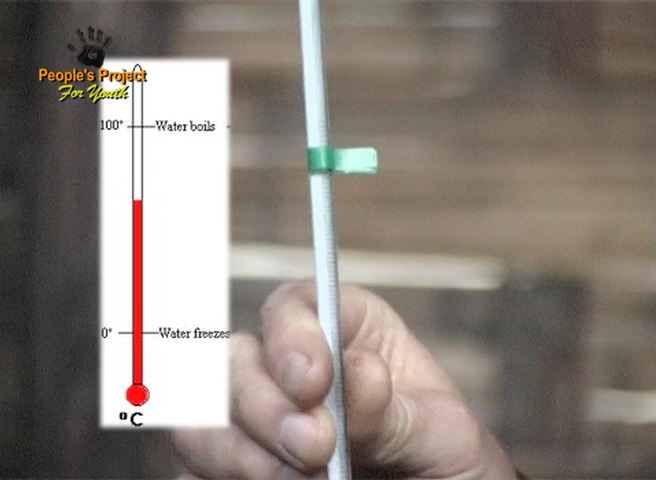 People's Project
For Youth
100° Water boils
0° Water freezes
°C